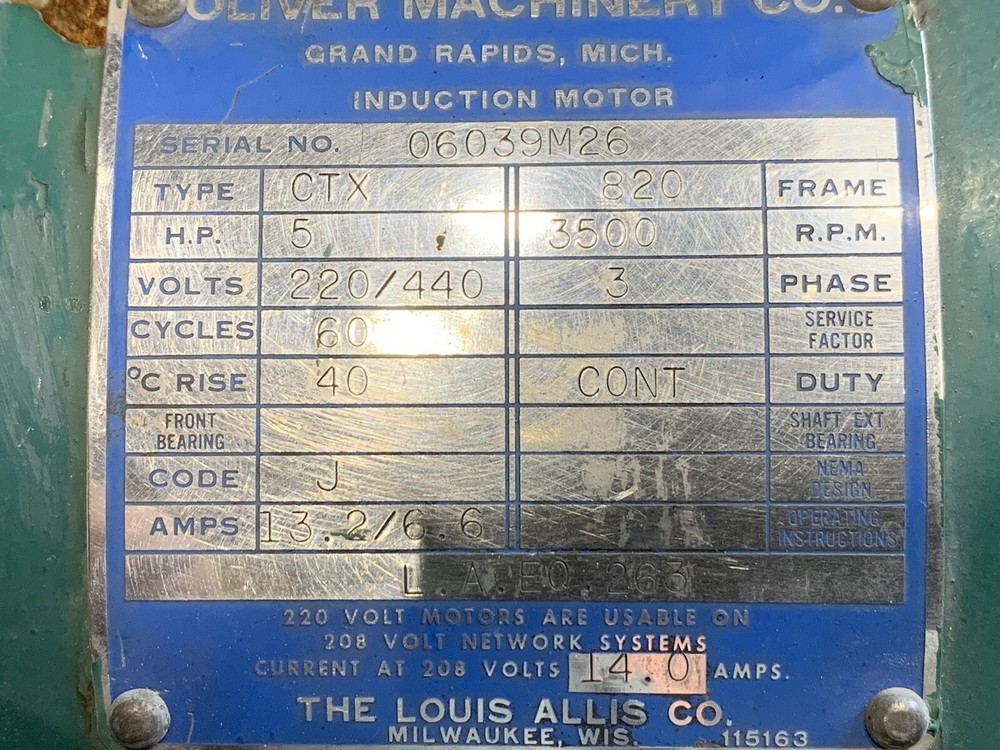 OLIVER MACHINERY CO.
GRAND RAPIDS, MICH.
INDUCTION MOTOR
SERIAL NO. 06039M26
TYPE CTX 820 FRAME
H.P. 5 3500 R.P.M.
VOLTS 220/440 3 PHASE
CYCLES 60 SERVICE FACTOR
°C RISE 40 CONT DUTY
FRONT BEARING SHAFT EXT BEARING
CODE J NEMA DESIGN
AMPS 13.2/6.6 OPERATING INSTRUCTIONS
L.A.EQ.263
220 VOLT MOTORS ARE USABLE ON
208 VOLT NETWORK SYSTEMS
CURRENT AT 208 VOLTS 14.0 AMPS.
THE LOUIS ALLIS CO.
MILWAUKEE, WIS. 115163